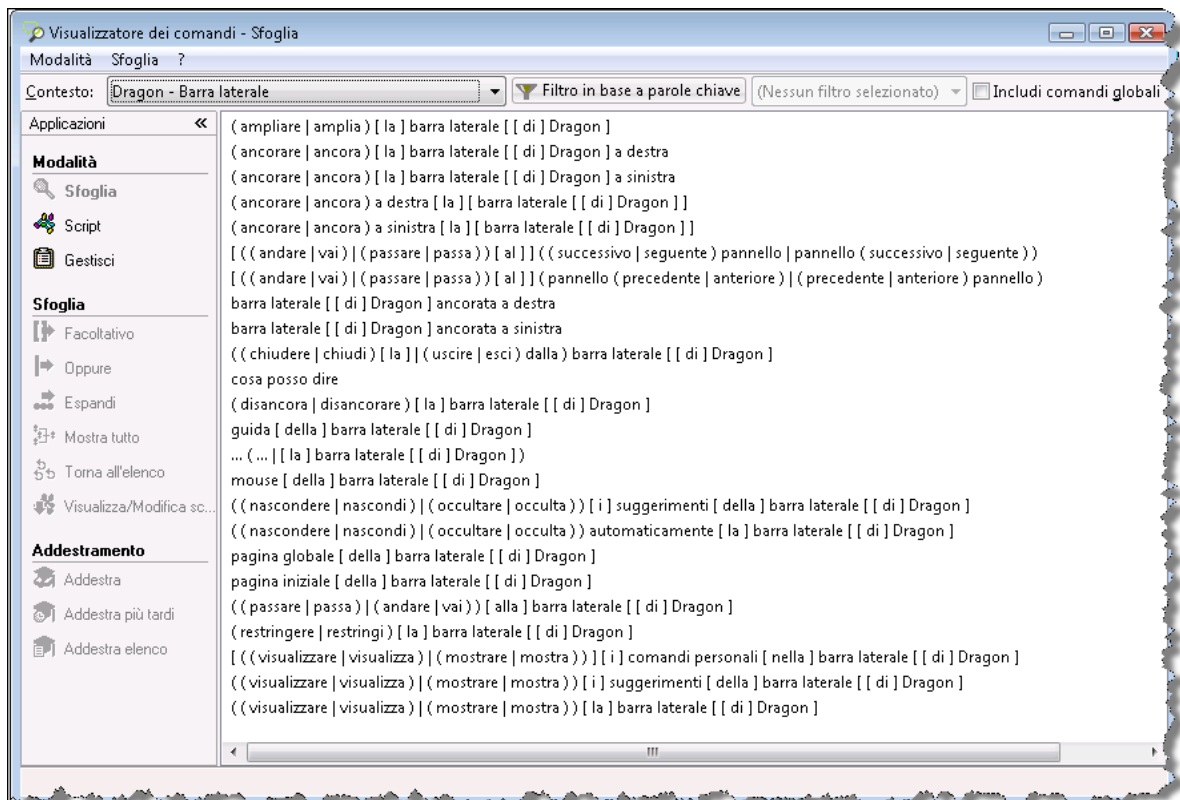 Visualizzatore dei comandi - Sfoglia
Modalità Sfoglia ?
Contesto: Dragon - Barra laterale Filtro in base a parole chiave (Nessun filtro selezionato) Includi comandi globali
Applicazioni «
Modalità
Sfoglia
Script
Gestisci
Sfoglia
Facoltativo
Oppure
Espandi
Mostra tutto
Torna all'elenco
Visualizza/Modifica sc...
Addestramento
Addestra
Addestra più tardi
Addestra elenco
( ampliare | amplia ) [ la ] barra laterale [ [ di ] Dragon ]
( ancorare | ancora ) [ la ] barra laterale [ [ di ] Dragon ] a destra
( ancorare | ancora ) [ la ] barra laterale [ [ di ] Dragon ] a sinistra
( ancorare | ancora ) a destra [ la ] [ barra laterale [ [ di ] Dragon ] ]
( ancorare | ancora ) a sinistra [ la ] [ barra laterale [ [ di ] Dragon ] ]
[ ( ( andare | vai ) | ( passare | passa ) ) [ al ] ] ( ( successivo | seguente ) pannello | pannello ( successivo | seguente ) )
[ ( ( andare | vai ) | ( passare | passa ) ) [ al ] ] ( pannello ( precedente | anteriore ) | ( precedente | anteriore ) pannello )
barra laterale [ [ di ] Dragon ] ancorata a destra
barra laterale [ [ di ] Dragon ] ancorata a sinistra
( ( chiudere | chiudi ) [ la ] | ( uscire | esci ) dalla ) barra laterale [ [ di ] Dragon ]
cosa posso dire
( disancora | disancorare ) [ la ] barra laterale [ [ di ] Dragon ]
guida [ della ] barra laterale [ [ di ] Dragon ]
... ( ... | [ la ] barra laterale [ [ di ] Dragon ] )
mouse [ della ] barra laterale [ [ di ] Dragon ]
( ( nascondere | nascondi ) | ( occultare | occulta ) ) [ i ] suggerimenti [ della ] barra laterale [ [ di ] Dragon ]
( ( nascondere | nascondi ) | ( occultare | occulta ) ) automaticamente [ la ] barra laterale [ [ di ] Dragon ]
pagina globale [ della ] barra laterale [ [ di ] Dragon ]
pagina iniziale [ della ] barra laterale [ [ di ] Dragon ]
( ( passare | passa ) | ( andare | vai ) ) [ alla ] barra laterale [ [ di ] Dragon ]
( restringere | restringi ) [ la ] barra laterale [ [ di ] Dragon ]
[ ( ( visualizzare | visualizza ) | ( mostrare | mostra ) ) ] [ i ] comandi personali [ nella ] barra laterale [ [ di ] Dragon ]
( ( visualizzare | visualizza ) | ( mostrare | mostra ) ) [ i ] suggerimenti [ della ] barra laterale [ [ di ] Dragon ]
( ( visualizzare | visualizza ) | ( mostrare | mostra ) ) [ la ] barra laterale [ [ di ] Dragon ]